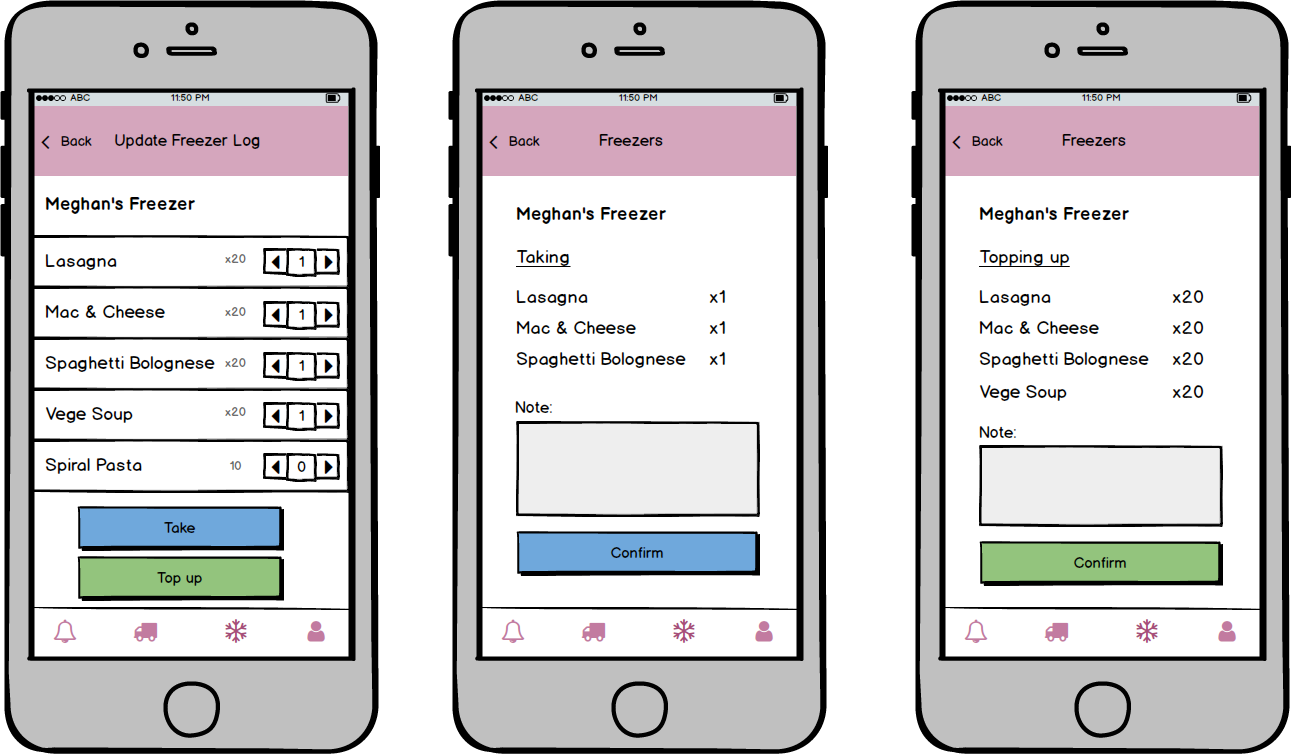 ABC 11:50 PM
Back Update Freezer Log
Meghan's Freezer
Lasagna x20 1
Mac & Cheese x20 1
Spaghetti Bolognese x20 1
Vege Soup x20 1
Spiral Pasta 10 0
Take
Top up
ABC 11:50 PM
Back Freezers
Meghan's Freezer
Taking
Lasagna x1
Mac & Cheese x1
Spaghetti Bolognese x1
Note:
Confirm
ABC 11:50 PM
Back Freezers
Meghan's Freezer
Topping up
Lasagna x20
Mac & Cheese x20
Spaghetti Bolognese x20
Vege Soup x20
Note:
Confirm